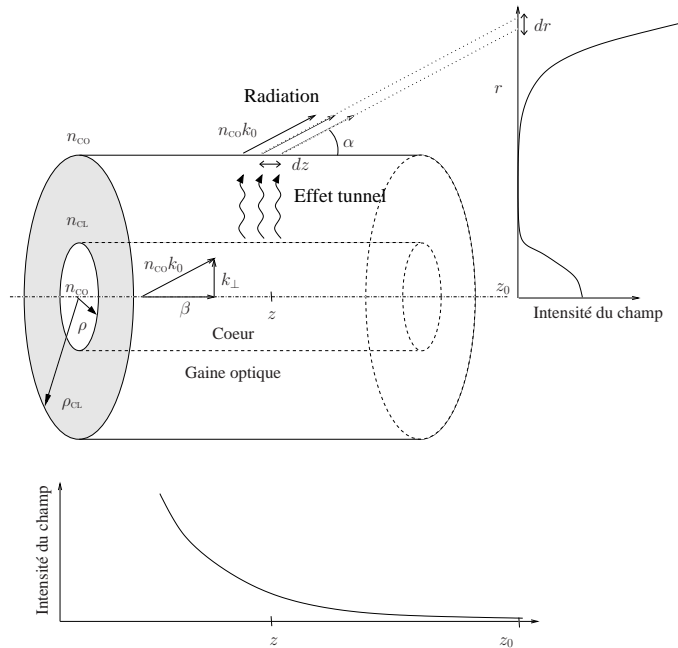 dr
r
Radiation
n_CO
n_CO k_0
α
dz
Effet tunnel
n_CL
n_CO k_0
k_⊥
z_0
n_CO
β
z
ρ
Intensité du champ
Coeur
Gaine optique
ρ_CL
Intensité du champ
z
z_0